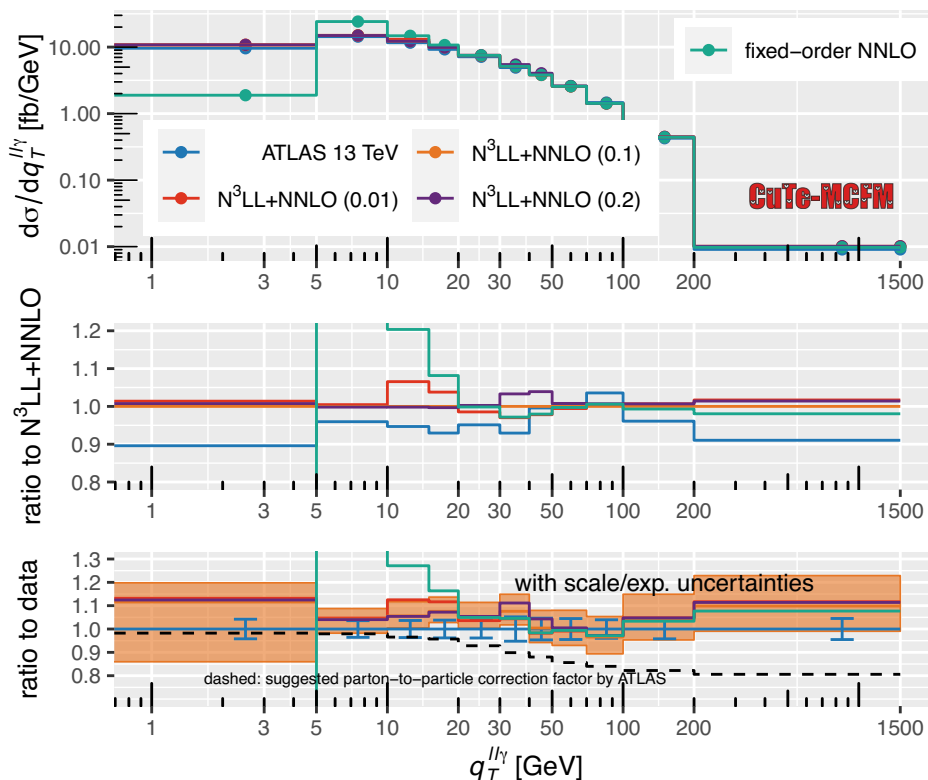 dσ/dq_T^{llγ} [fb/GeV]
10.00
1.00
0.10
0.01
fixed−order NNLO
ATLAS 13 TeV
N³LL+NNLO (0.1)
N³LL+NNLO (0.01)
N³LL+NNLO (0.2)
CuTe-MCFM
1 3 5 10 20 30 50 100 200 1500
ratio to N³LL+NNLO
1.2
1.1
1.0
0.9
0.8
1 3 5 10 20 30 50 100 200 1500
ratio to data
1.3
1.2
1.1
1.0
0.9
0.8
with scale/exp. uncertainties
dashed: suggested parton−to−particle correction factor by ATLAS
1 3 5 10 20 30 50 100 200 1500
q_T^{llγ} [GeV]